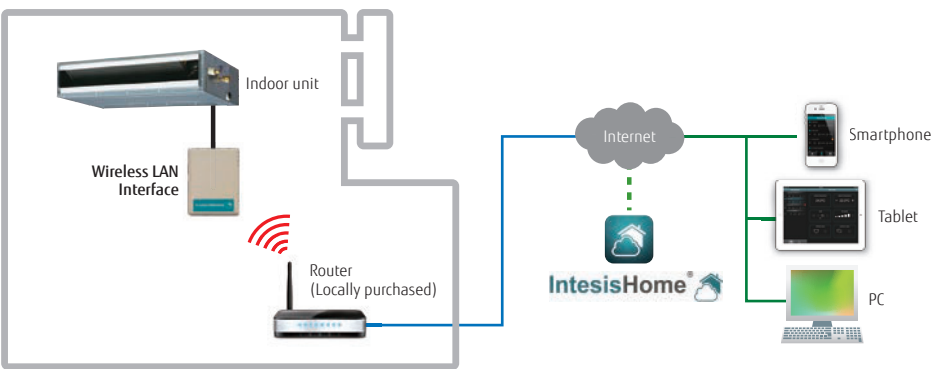 Indoor unit
Wireless LAN
Interface
Router
(Locally purchased)
Internet
IntesisHome®
Smartphone
Tablet
PC